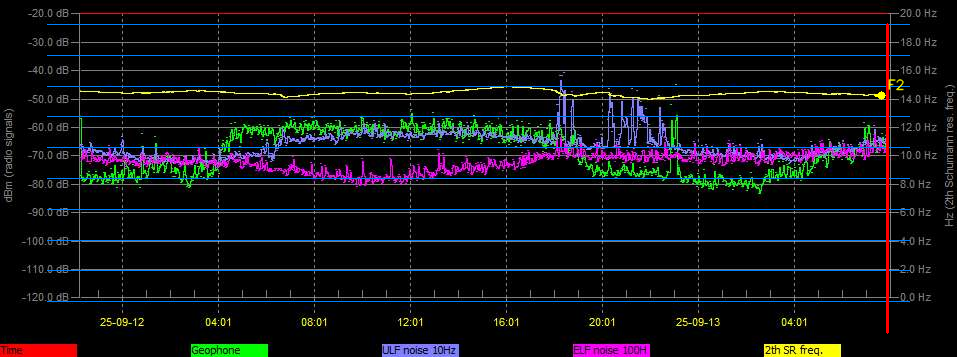 -20.0 dB 20.0 Hz
-30.0 dB 18.0 Hz
-40.0 dB 16.0 Hz
F2
-50.0 dB 14.0 Hz
-60.0 dB 12.0 Hz
-70.0 dB 10.0 Hz
-80.0 dB 8.0 Hz
-90.0 dB 6.0 Hz
-100.0 dB 4.0 Hz
-110.0 dB 2.0 Hz
-120.0 dB 0.0 Hz
dBm (radio signals)
Hz (2th Schumann res. freq.)
25-09-12 04:01 08:01 12:01 16:01 20:01 25-09-13 04:01
Time Geophone ULF noise 10Hz ELF noise 100H 2th SR freq.